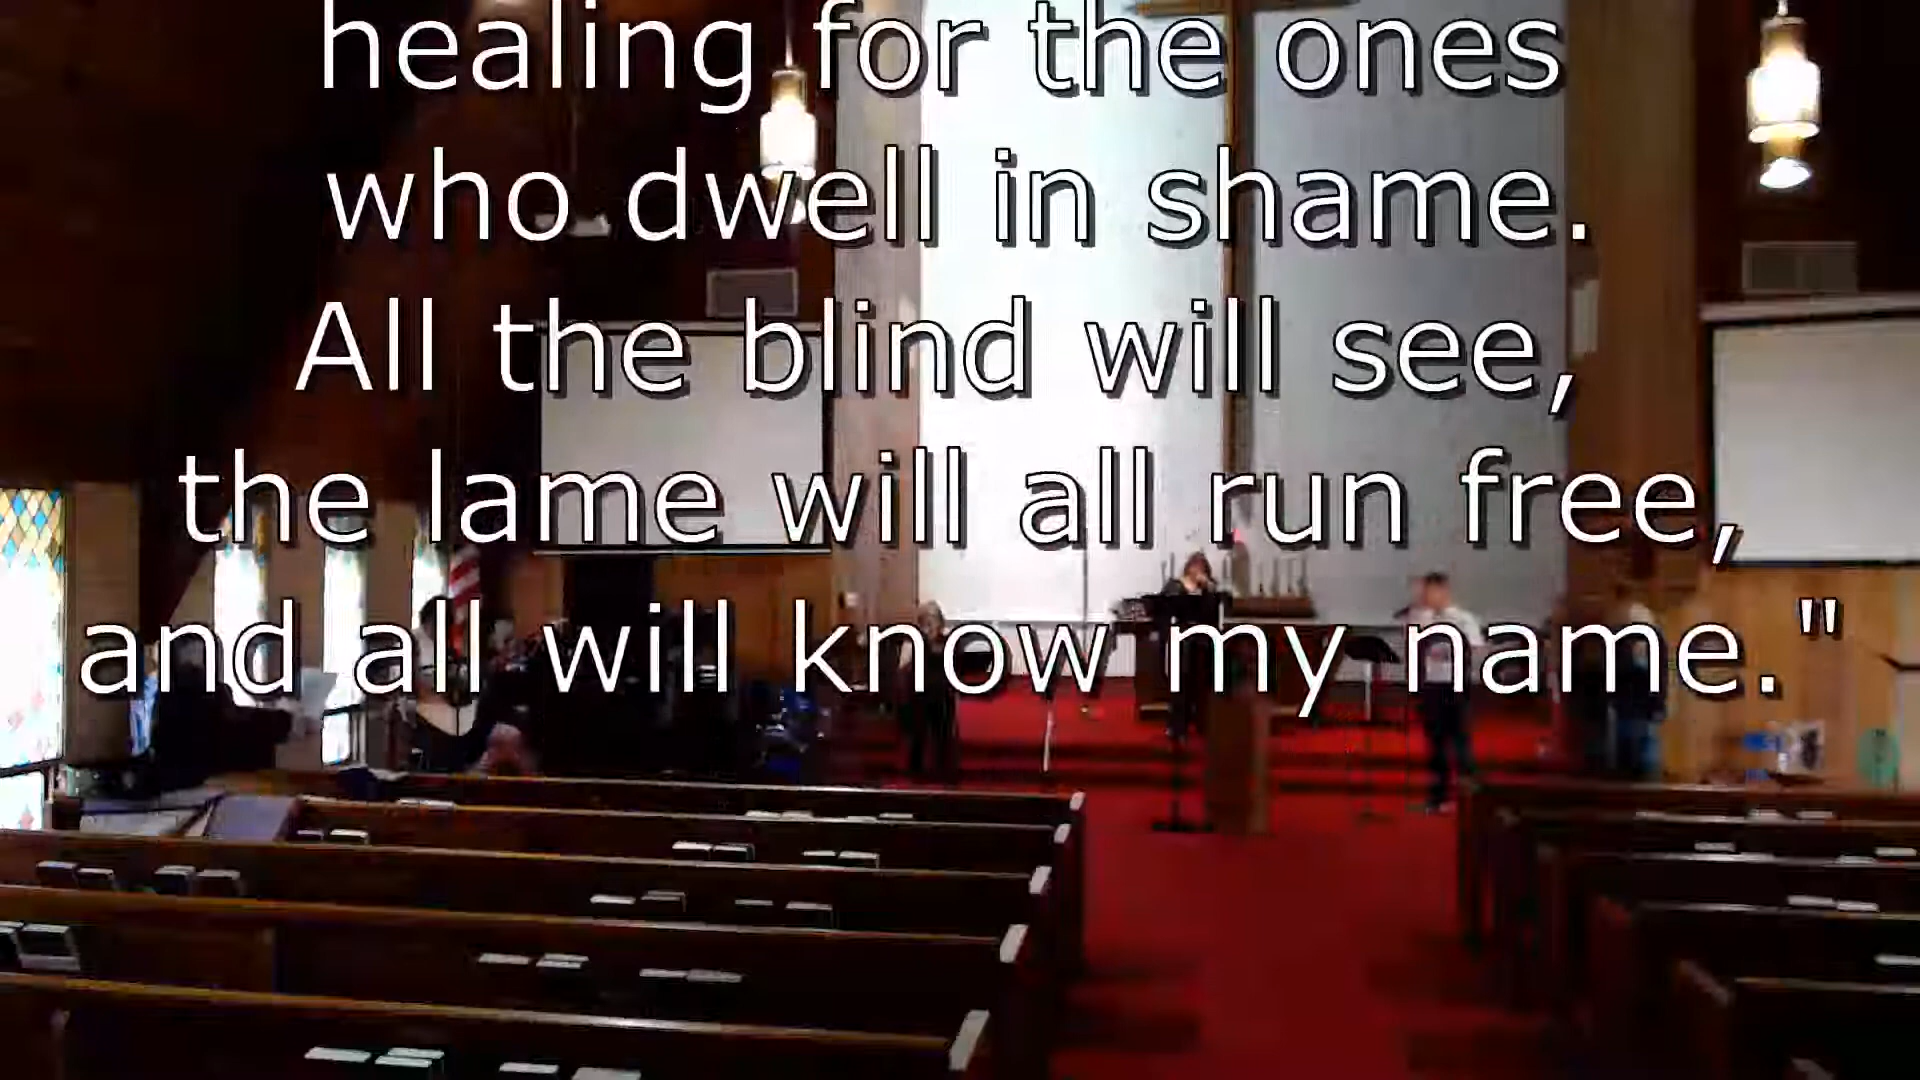 healing for the ones
who dwell in shame.
All the blind will see,
the lame will all run free,
and all will know my name."